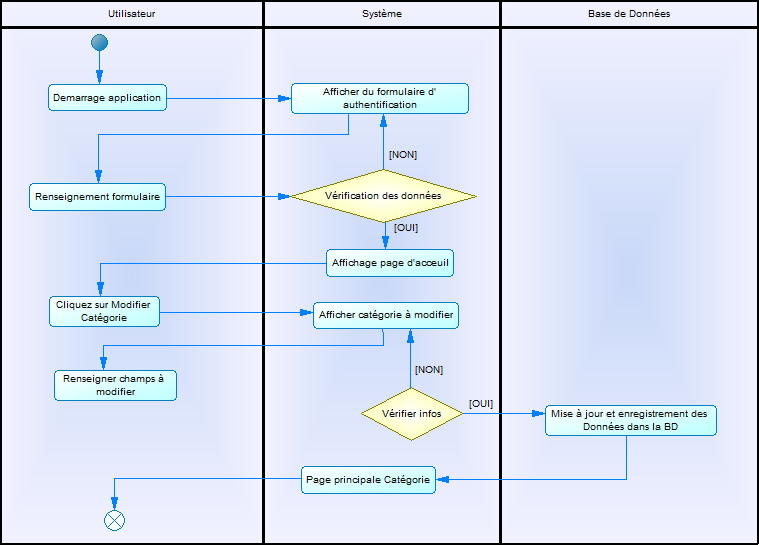 Utilisateur
Système
Base de Données
Demarrage application
Afficher du formulaire d'
authentification
[NON]
Renseignement formulaire
Vérification des données
[OUI]
Affichage page d'acceuil
Cliquez sur Modifier
Catégorie
Afficher catégorie à modifier
[NON]
Renseigner champs à
modifier
Vérifier infos
[OUI]
Mise à jour et enregistrement des
Données dans la BD
Page principale Catégorie